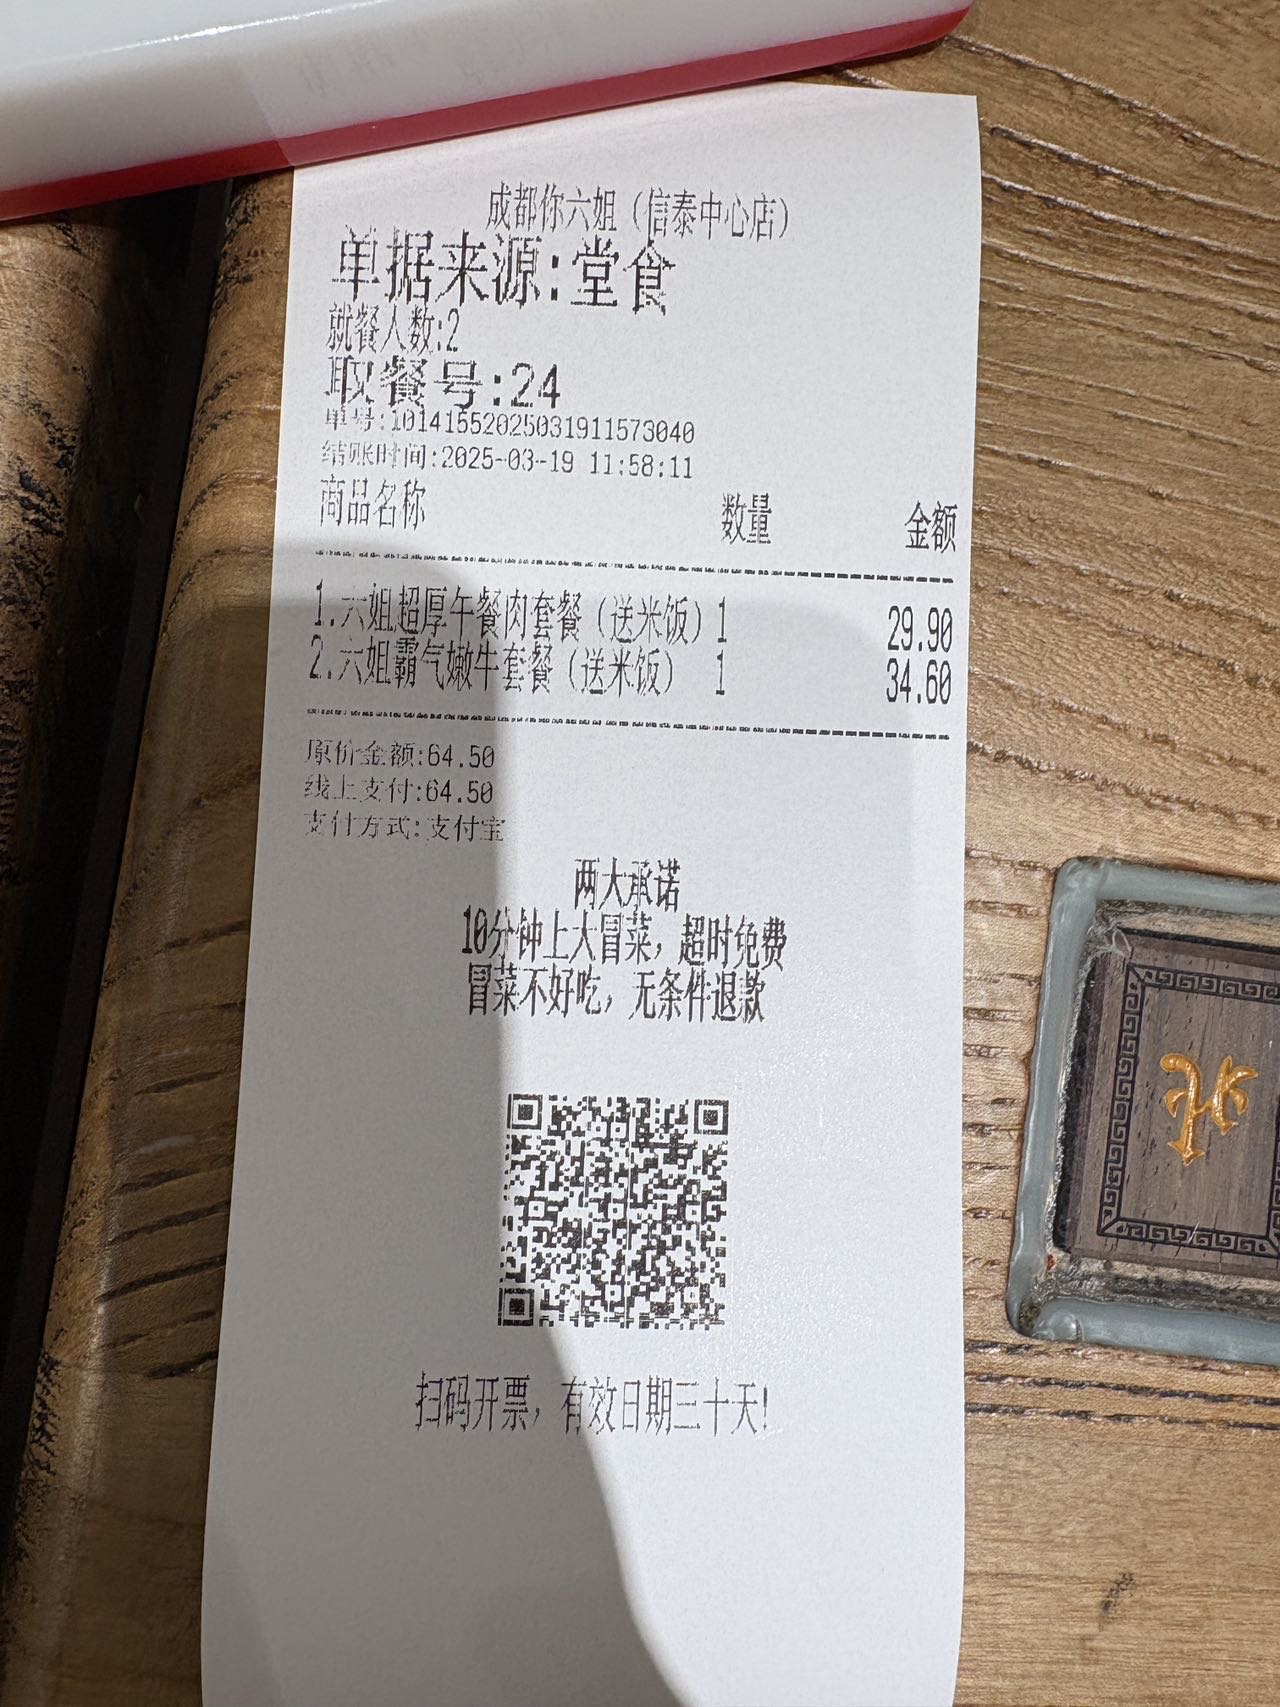 成都你六姐（信泰中心店）
单据来源:堂食
就餐人数:2
取餐号:24
单号:10141552025031911573040
结账时间:2025-03-19 11:58:11
商品名称 数量 金额
1.六姐超厚午餐肉套餐（送米饭）1 29.90
2.六姐霸气嫩牛套餐（送米饭） 1 34.60
原价金额:64.50
线上支付:64.50
支付方式:支付宝
两大承诺
10分钟上大冒菜，超时免费
冒菜不好吃，无条件退款
扫码开票，有效日期三十天!